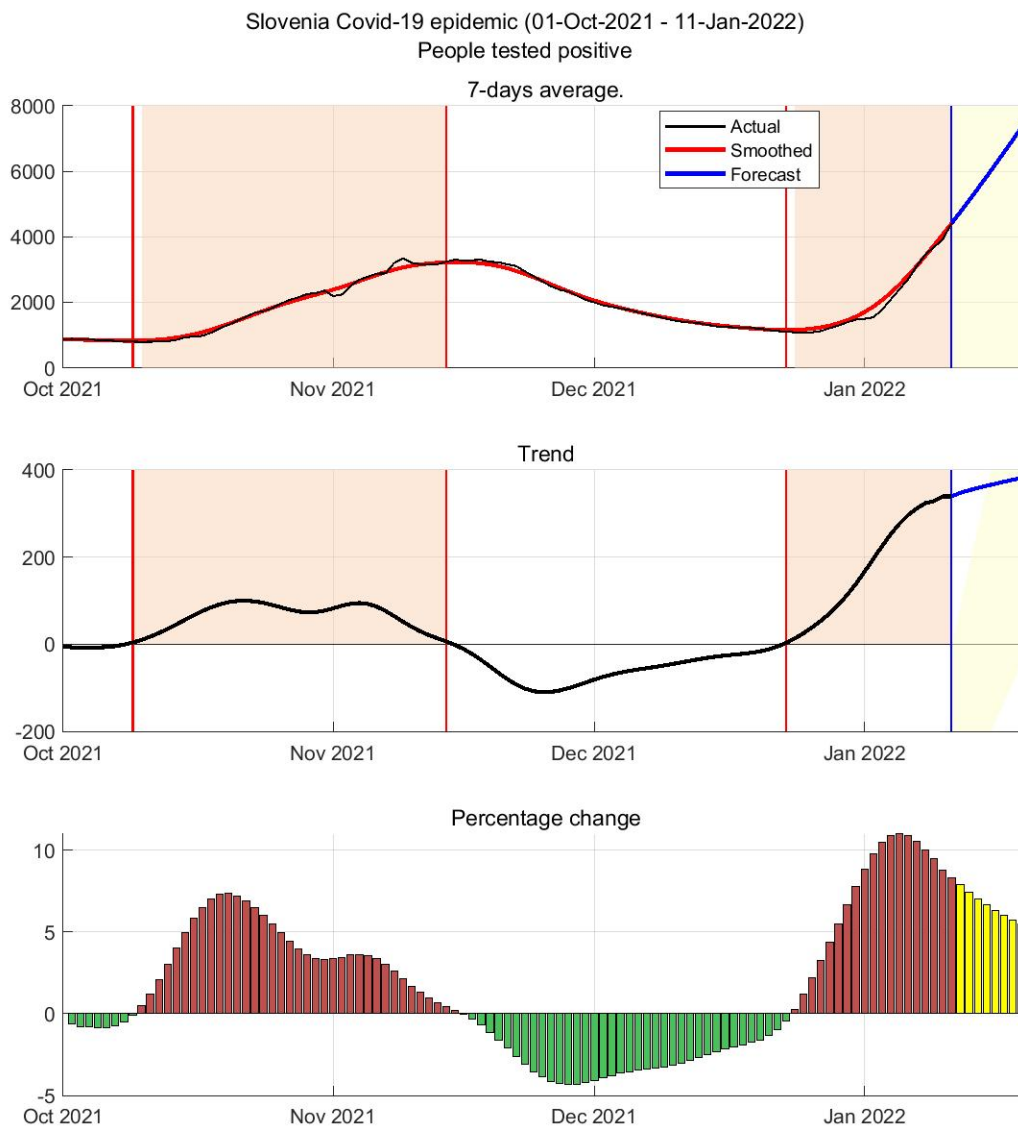 Slovenia Covid-19 epidemic (01-Oct-2021 - 11-Jan-2022)
People tested positive
7-days average.
8000
6000
4000
2000
0
Actual
Smoothed
Forecast
Oct 2021 Nov 2021 Dec 2021 Jan 2022
Trend
400
200
0
-200
Oct 2021 Nov 2021 Dec 2021 Jan 2022
Percentage change
10
5
0
-5
Oct 2021 Nov 2021 Dec 2021 Jan 2022